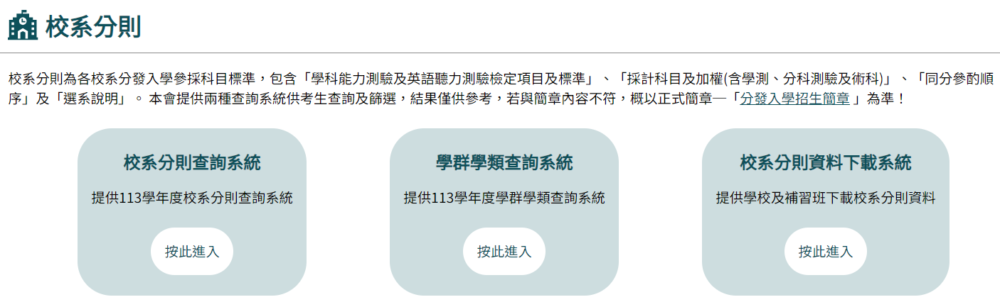 校系分則
校系分則為各校系分發入學參採科目標準，包含「學科能力測驗及英語聽力測驗檢定項目及標準」、「採計科目及加權(含學測、分科測驗及術科)」、「同分參酌順
序」及「選系說明」。 本會提供兩種查詢系統供考生查詢及篩選，結果僅供參考，若與簡章內容不符，概以正式簡章─「分發入學招生簡章 」為準！
校系分則查詢系統
提供113學年度校系分則查詢系統
按此進入
學群學類查詢系統
提供113學年度學群學類查詢系統
按此進入
校系分則資料下載系統
提供學校及補習班下載校系分則資料
按此進入